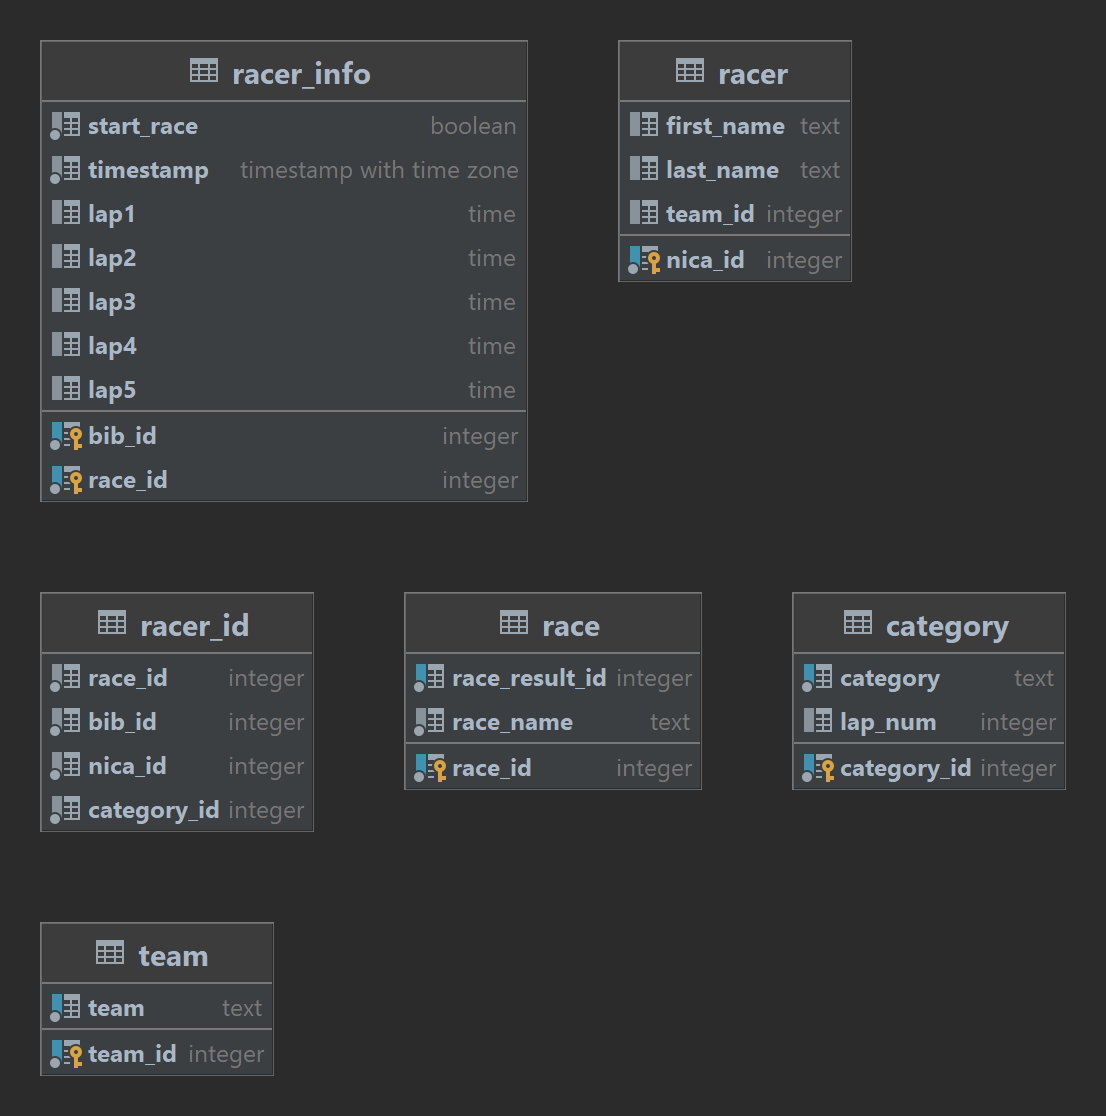 racer_info
start_race boolean
timestamp timestamp with time zone
lap1 time
lap2 time
lap3 time
lap4 time
lap5 time
bib_id integer
race_id integer
racer
first_name text
last_name text
team_id integer
nica_id integer
racer_id
race_id integer
bib_id integer
nica_id integer
category_id integer
race
race_result_id integer
race_name text
race_id integer
category
category text
lap_num integer
category_id integer
team
team text
team_id integer